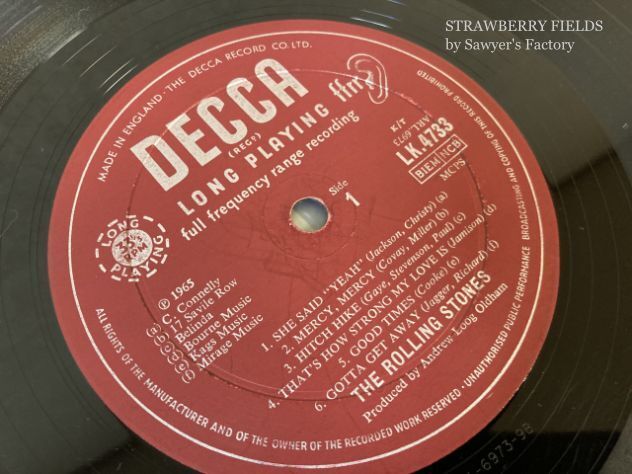 STRAWBERRY FIELDS
by Sawyer's Factory
MADE IN ENGLAND · THE DECCA RECORD CO. LTD.
DECCA
(REGD)
LONG PLAYING ffrr
full frequency range recording
K/T
LK.4733
BIEM NCB
MCPS
Side
1
LONG
33⅓
RPM
PLAYING
℗ 1965
C. Connelly
17 Savile Row
Belinda
Bourne Music
Kags Music
Mirage Music
1. SHE SAID "YEAH" (Jackson, Christy) (a)
2. MERCY, MERCY (Covay, Miller) (b)
3. HITCH HIKE (Gaye, Stevenson, Paul) (c)
4. THAT'S HOW STRONG MY LOVE IS (Jamison) (d)
5. GOOD TIMES (Cooke) (e)
6. GOTTA GET AWAY (Jagger, Richard) (f)
THE ROLLING STONES
Produced by Andrew Loog Oldham
ALL RIGHTS OF THE MANUFACTURER AND OF THE OWNER OF THE RECORDED WORK RESERVED · UNAUTHORISED PUBLIC PERFORMANCE BROADCASTING AND COPYING OF THIS RECORD PROHIBITED